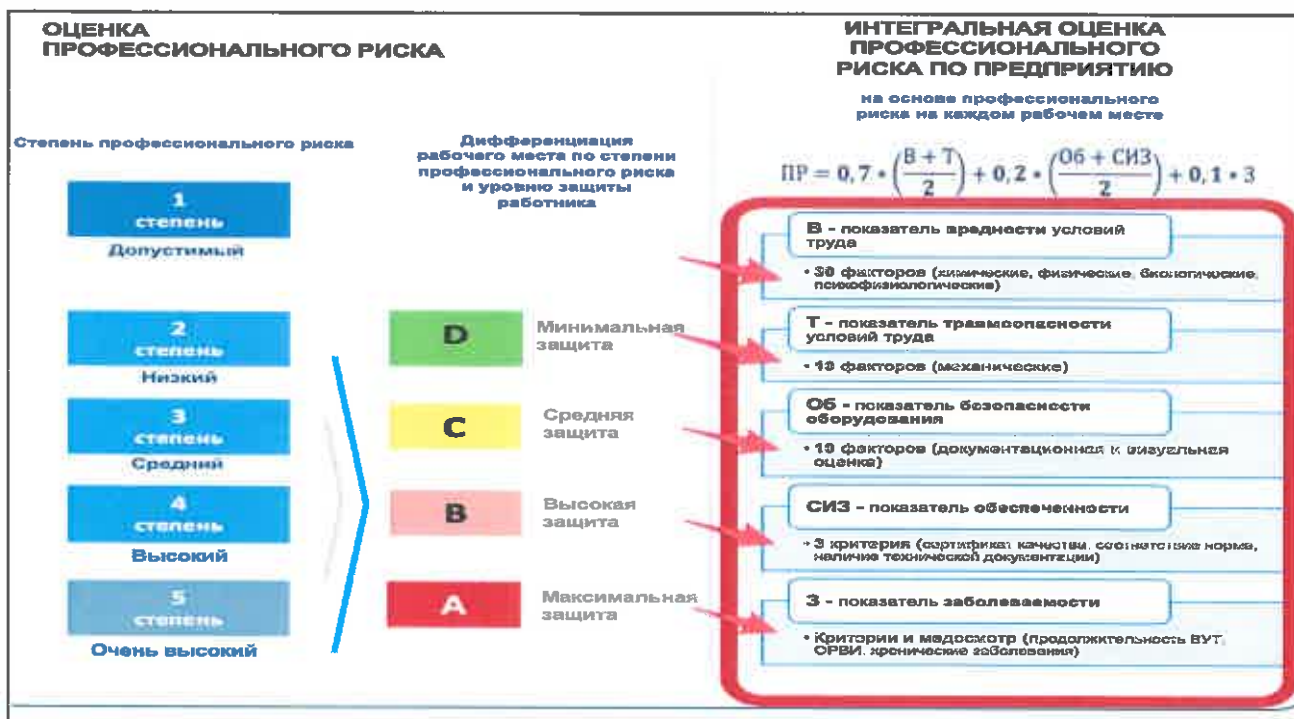 ОЦЕНКА
ПРОФЕССИОНАЛЬНОГО РИСКА
Степень профессионального риска
1
степень
Допустимый
2
степень
Низкий
3
степень
Средний
4
степень
Высокий
5
степень
Очень высокий
Дифференциация
рабочего места по степени
профессионального риска
и уровню защиты
работника
D
Минимальная
защита
C
Средняя
защита
B
Высокая
защита
A
Максимальная
защита
ИНТЕГРАЛЬНАЯ ОЦЕНКА
ПРОФЕССИОНАЛЬНОГО
РИСКА ПО ПРЕДПРИЯТИЮ
на основе профессионального
риска на каждом рабочем месте
ПР = 0,7 * (В + Т / 2) + 0,2 * (Об + СИЗ / 2) + 0,1 * З
В - показатель вредности условий
труда
• 30 факторов (химические, физические, биологические,
психофизиологические)
Т - показатель травмоопасности
условий труда
• 10 факторов (механические)
Об - показатель безопасности
оборудования
• 10 факторов (документационная и визуальная
оценка)
СИЗ - показатель обеспеченности
• 3 критерия (сертификат качества, соответствие норме,
наличие технической документации)
З - показатель заболеваемости
• Критерии и медосмотр (продолжительность ВУТ,
ОРВИ, хронические заболевания)